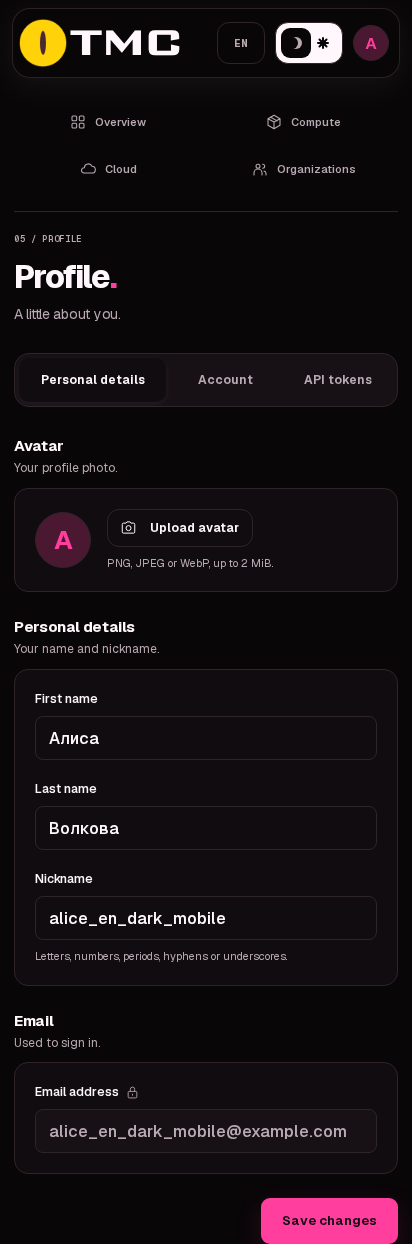 TMC
EN
A
Overview
Compute
Cloud
Organizations
05 / PROFILE
Profile.
A little about you.
Personal details
Account
API tokens
Avatar
Your profile photo.
A
Upload avatar
PNG, JPEG or WebP, up to 2 MiB.
Personal details
Your name and nickname.
First name
Алиса
Last name
Волкова
Nickname
alice_en_dark_mobile
Letters, numbers, periods, hyphens or underscores.
Email
Used to sign in.
Email address
alice_en_dark_mobile@example.com
Save changes